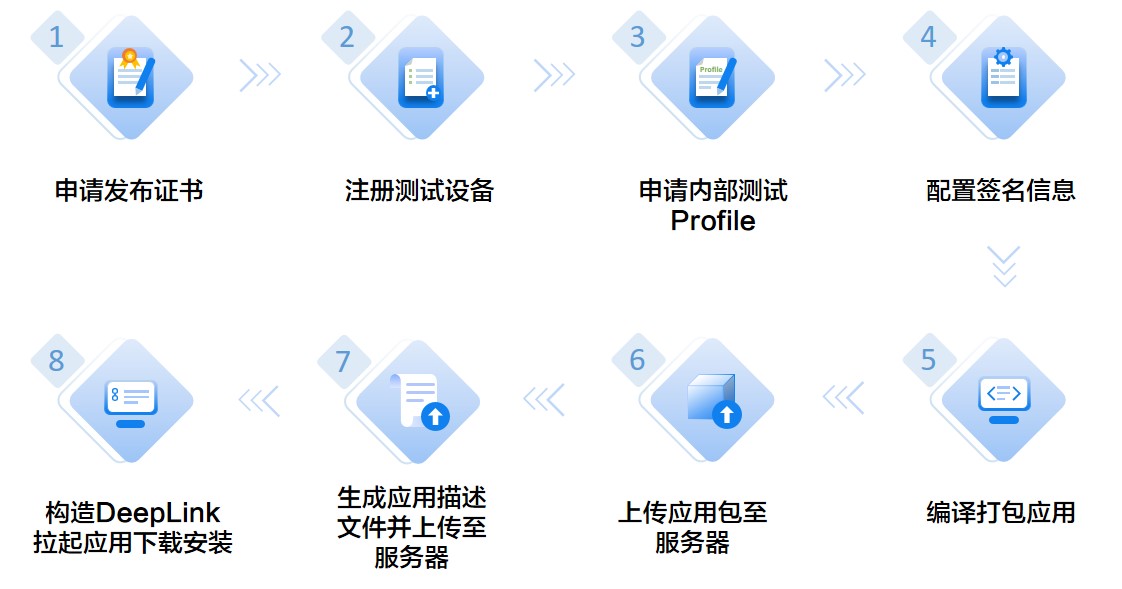 1
申请发布证书
2
注册测试设备
3
Profile
申请内部测试
Profile
4
配置签名信息
5
编译打包应用
6
上传应用包至
服务器
7
生成应用描述
文件并上传至
服务器
8
构造DeepLink
拉起应用下载安装